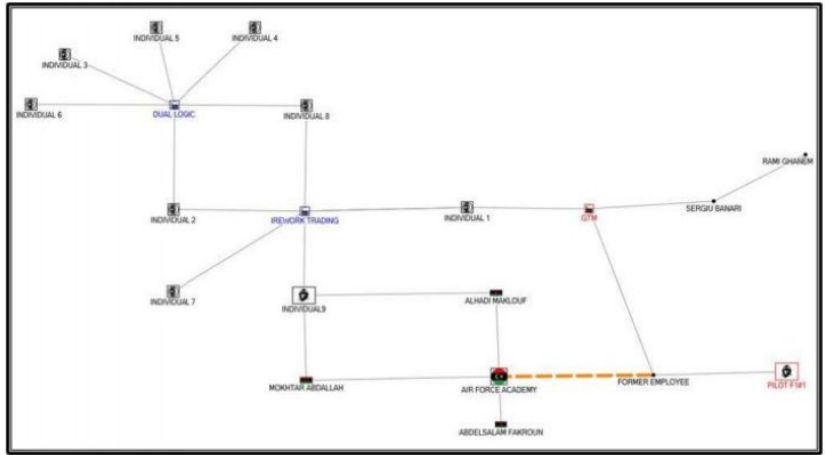 INDIVIDUAL 5
INDIVIDUAL 4
INDIVIDUAL 3
INDIVIDUAL 6
DUAL LOGIC
INDIVIDUAL 8
RAMI GHANEM
SERGIU BANARI
INDIVIDUAL 2
IREWORK TRADING
INDIVIDUAL 1
GTM
INDIVIDUAL 7
INDIVIDUAL9
ALHADI MAKLOUF
MOKHTAR ABDALLAH
AIR FORCE ACADEMY
FORMER EMPLOYEE
PILOT F1#1
ABDELSALAM FAKROUN